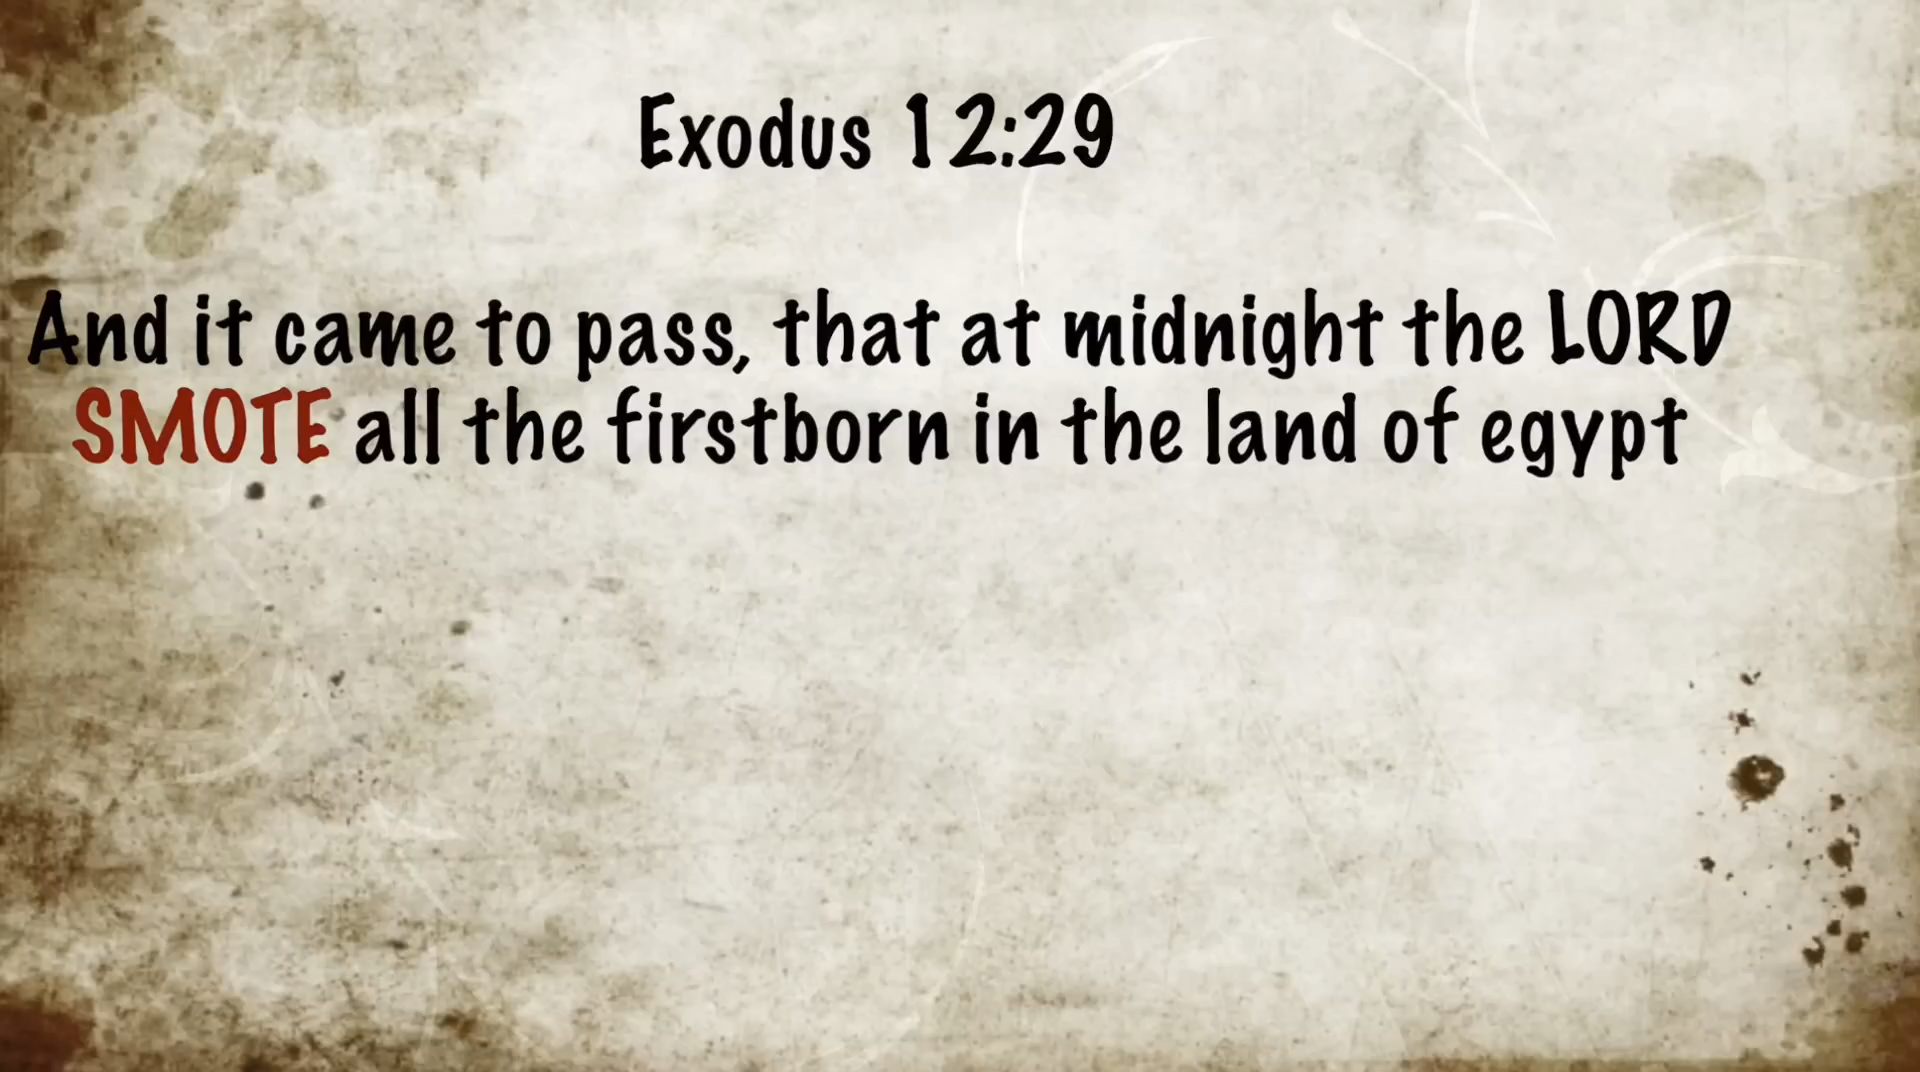 Exodus 12:29
And it came to pass, that at midnight the LORD
SMOTE all the firstborn in the land of egypt